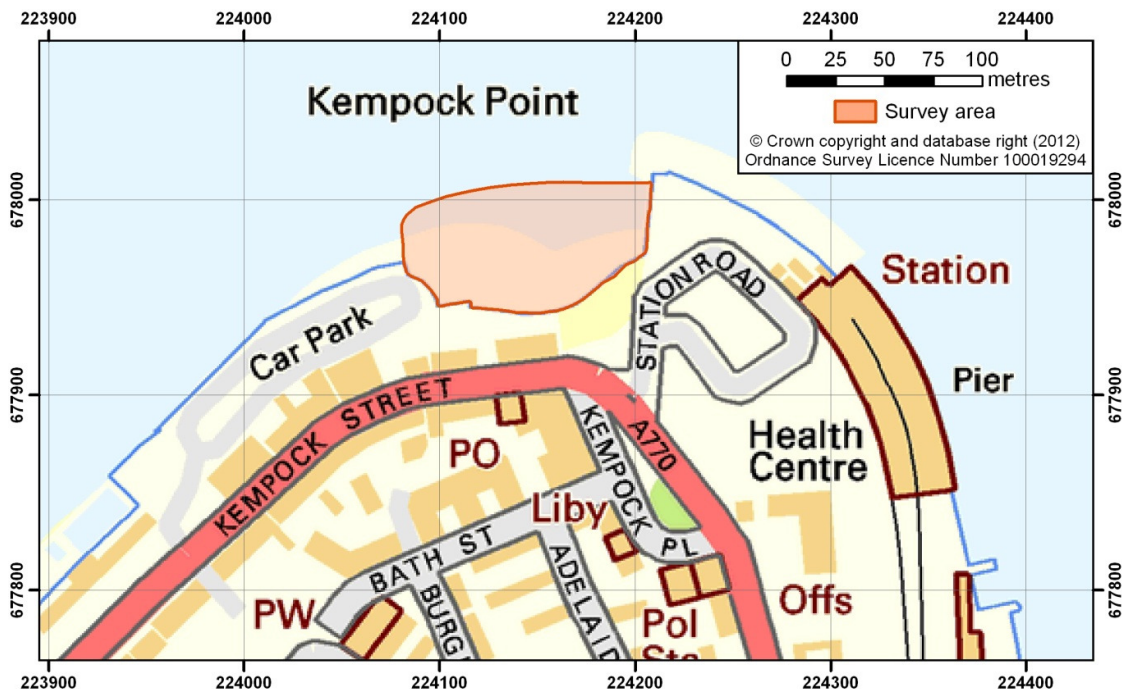 223900 224000 224100 224200 224300 224400
0 25 50 75 100
metres
Survey area
© Crown copyright and database right (2012)
Ordnance Survey Licence Number 100019294
Kempock Point
678000 678000
STATION ROAD
Station
Car Park
Pier
677900 677900
KEMPOCK STREET
A770
KEMPOCK PL
PO
Health
Centre
Liby
BATH ST
ADELAID
BURG
677800 677800
PW
Offs
Pol
Sta
223900 224000 224100 224200 224300 224400